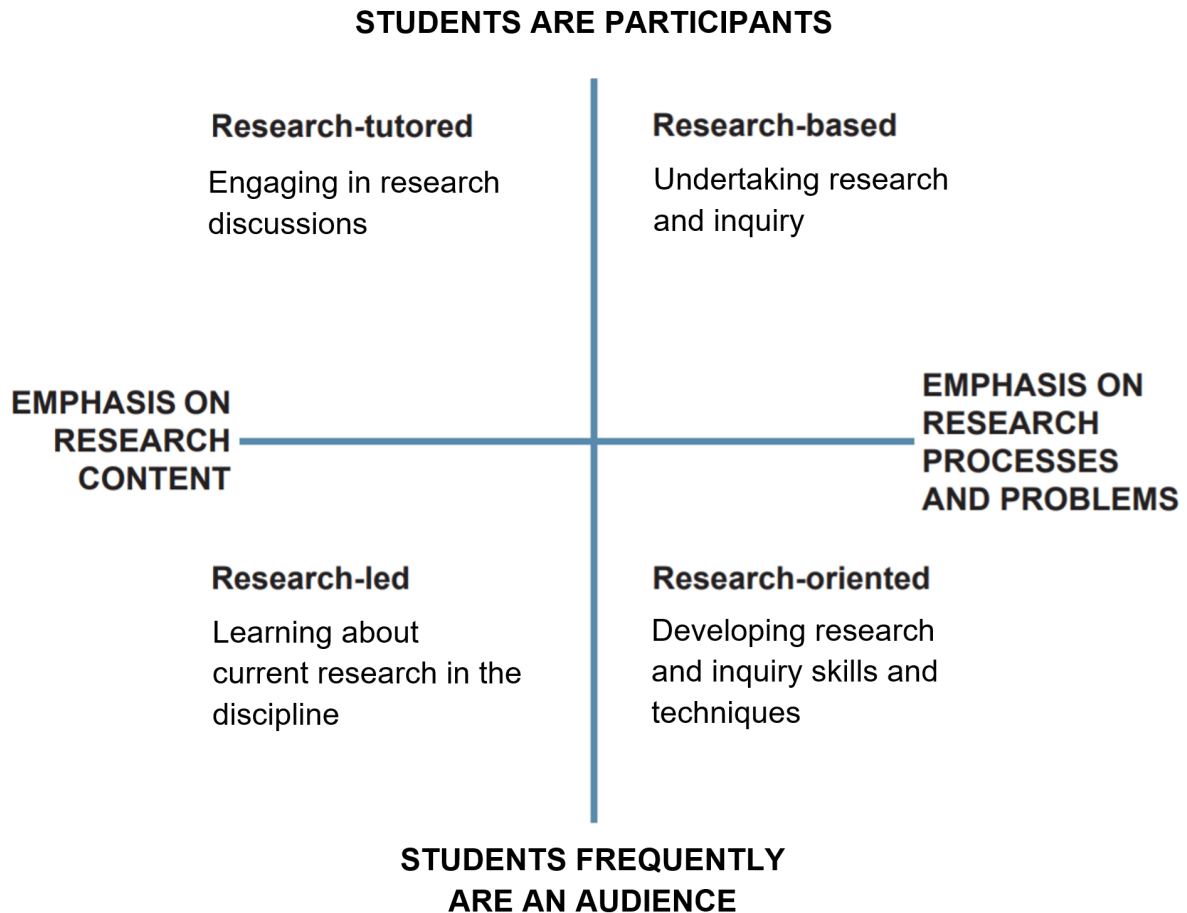 STUDENTS ARE PARTICIPANTS
Research-tutored
Engaging in research
discussions
Research-based
Undertaking research
and inquiry
EMPHASIS ON
RESEARCH
CONTENT
EMPHASIS ON
RESEARCH
PROCESSES
AND PROBLEMS
Research-led
Learning about
current research in the
discipline
Research-oriented
Developing research
and inquiry skills and
techniques
STUDENTS FREQUENTLY
ARE AN AUDIENCE